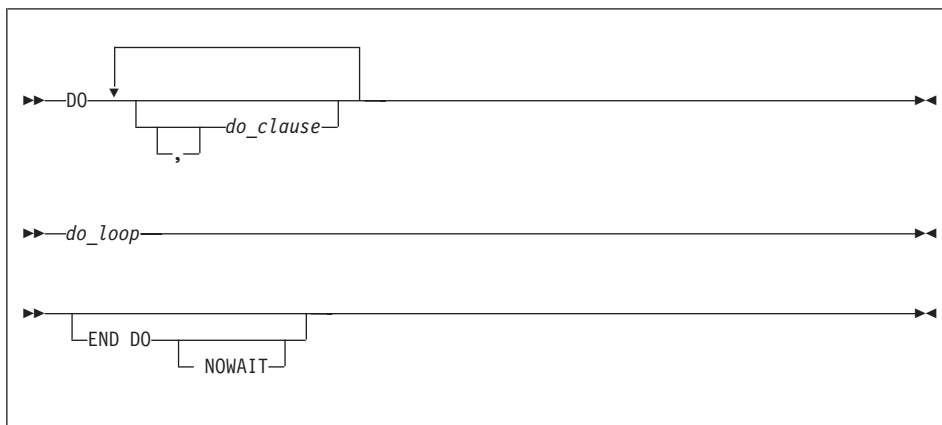 DO
do_clause
,
do_loop
END DO
NOWAIT